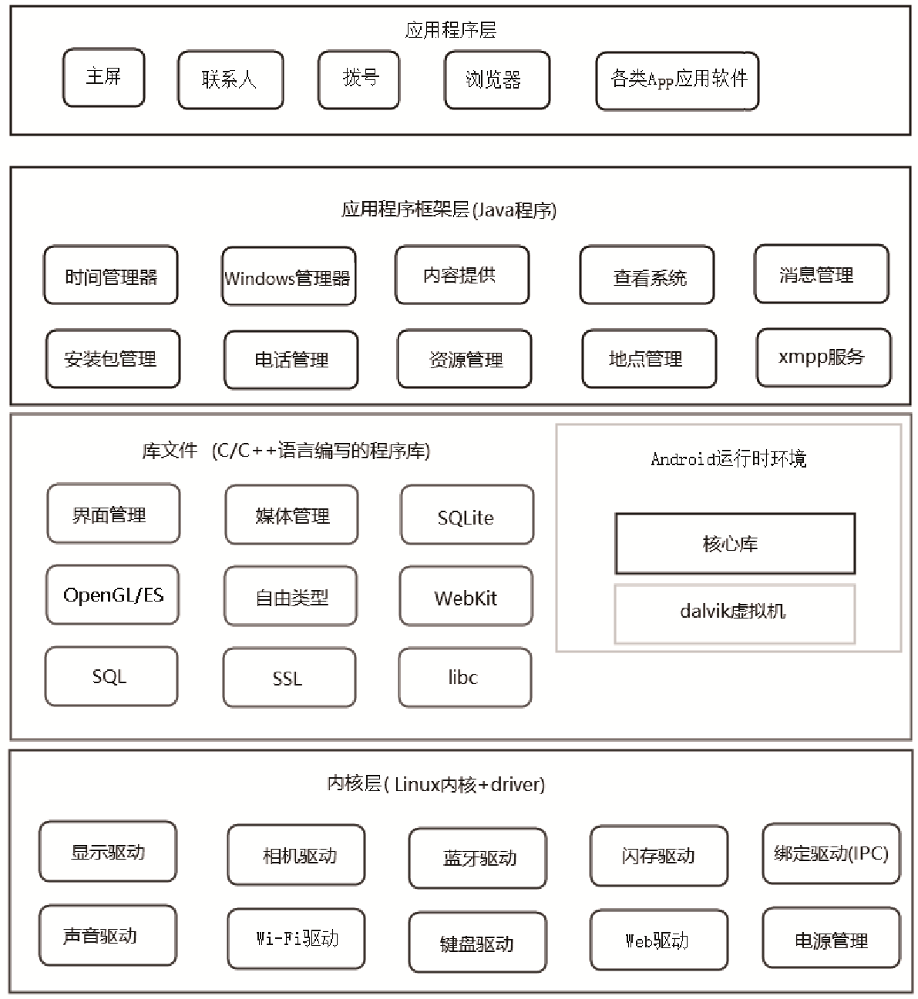 应用程序层
主屏
联系人
拨号
浏览器
各类App应用软件
应用程序框架层(Java程序)
时间管理器
Windows管理器
内容提供
查看系统
消息管理
安装包管理
电话管理
资源管理
地点管理
xmpp服务
库文件 (C/C++语言编写的程序库)
界面管理
媒体管理
SQLite
OpenGL/ES
自由类型
WebKit
SQL
SSL
libc
Android运行时环境
核心库
dalvik虚拟机
内核层( Linux内核+driver)
显示驱动
相机驱动
蓝牙驱动
闪存驱动
绑定驱动(IPC)
声音驱动
Wi-Fi驱动
键盘驱动
Web驱动
电源管理